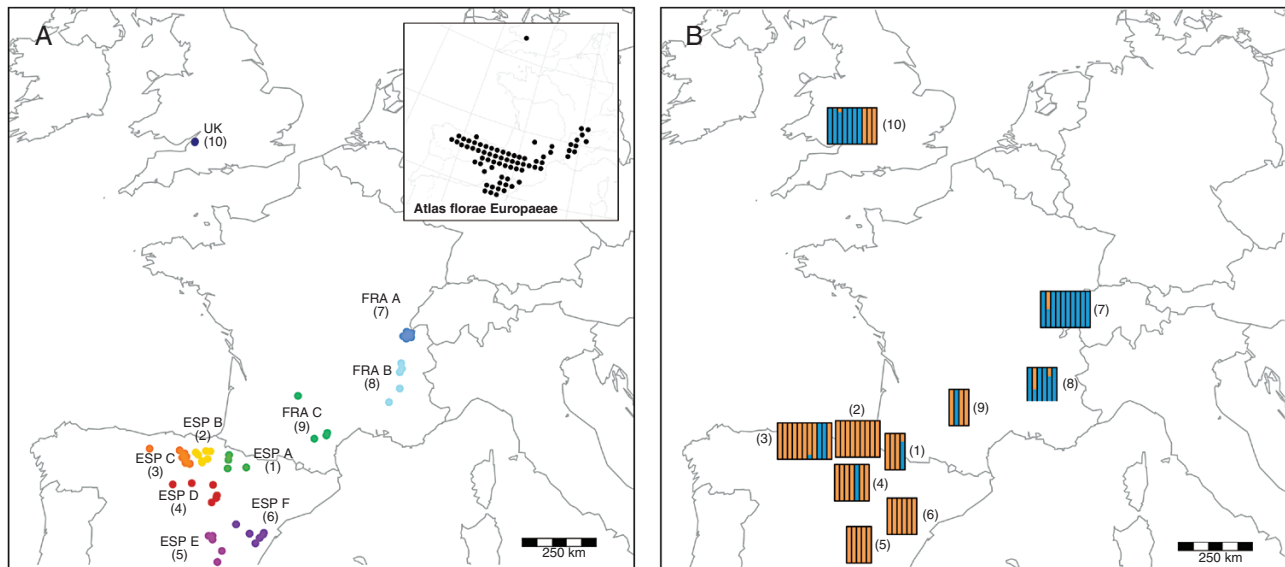 A
UK
(10)
Atlas florae Europaeae
FRA A
(7)
FRA B
(8)
FRA C
(9)
ESP B
(2)
ESP C
(3)
ESP A
(1)
ESP D
(4)
ESP F
(6)
ESP E
(5)
250 km
B
(10)
(7)
(8)
(9)
(2)
(3)
(1)
(4)
(6)
(5)
250 km